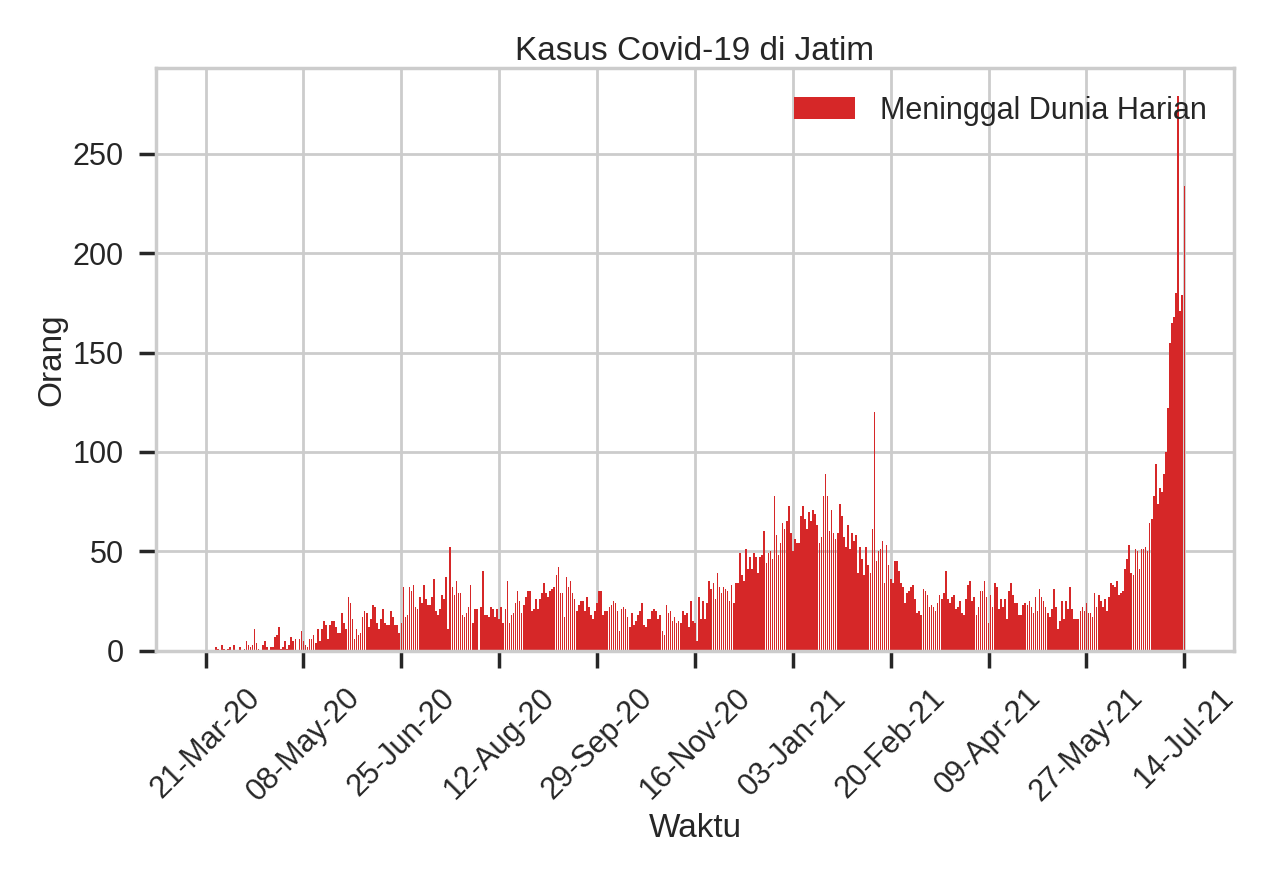 Kasus Covid-19 di Jatim
Meninggal Dunia Harian
Orang
250
200
150
100
50
0
21-Mar-20
08-May-20
25-Jun-20
12-Aug-20
29-Sep-20
16-Nov-20
03-Jan-21
20-Feb-21
09-Apr-21
27-May-21
14-Jul-21
Waktu